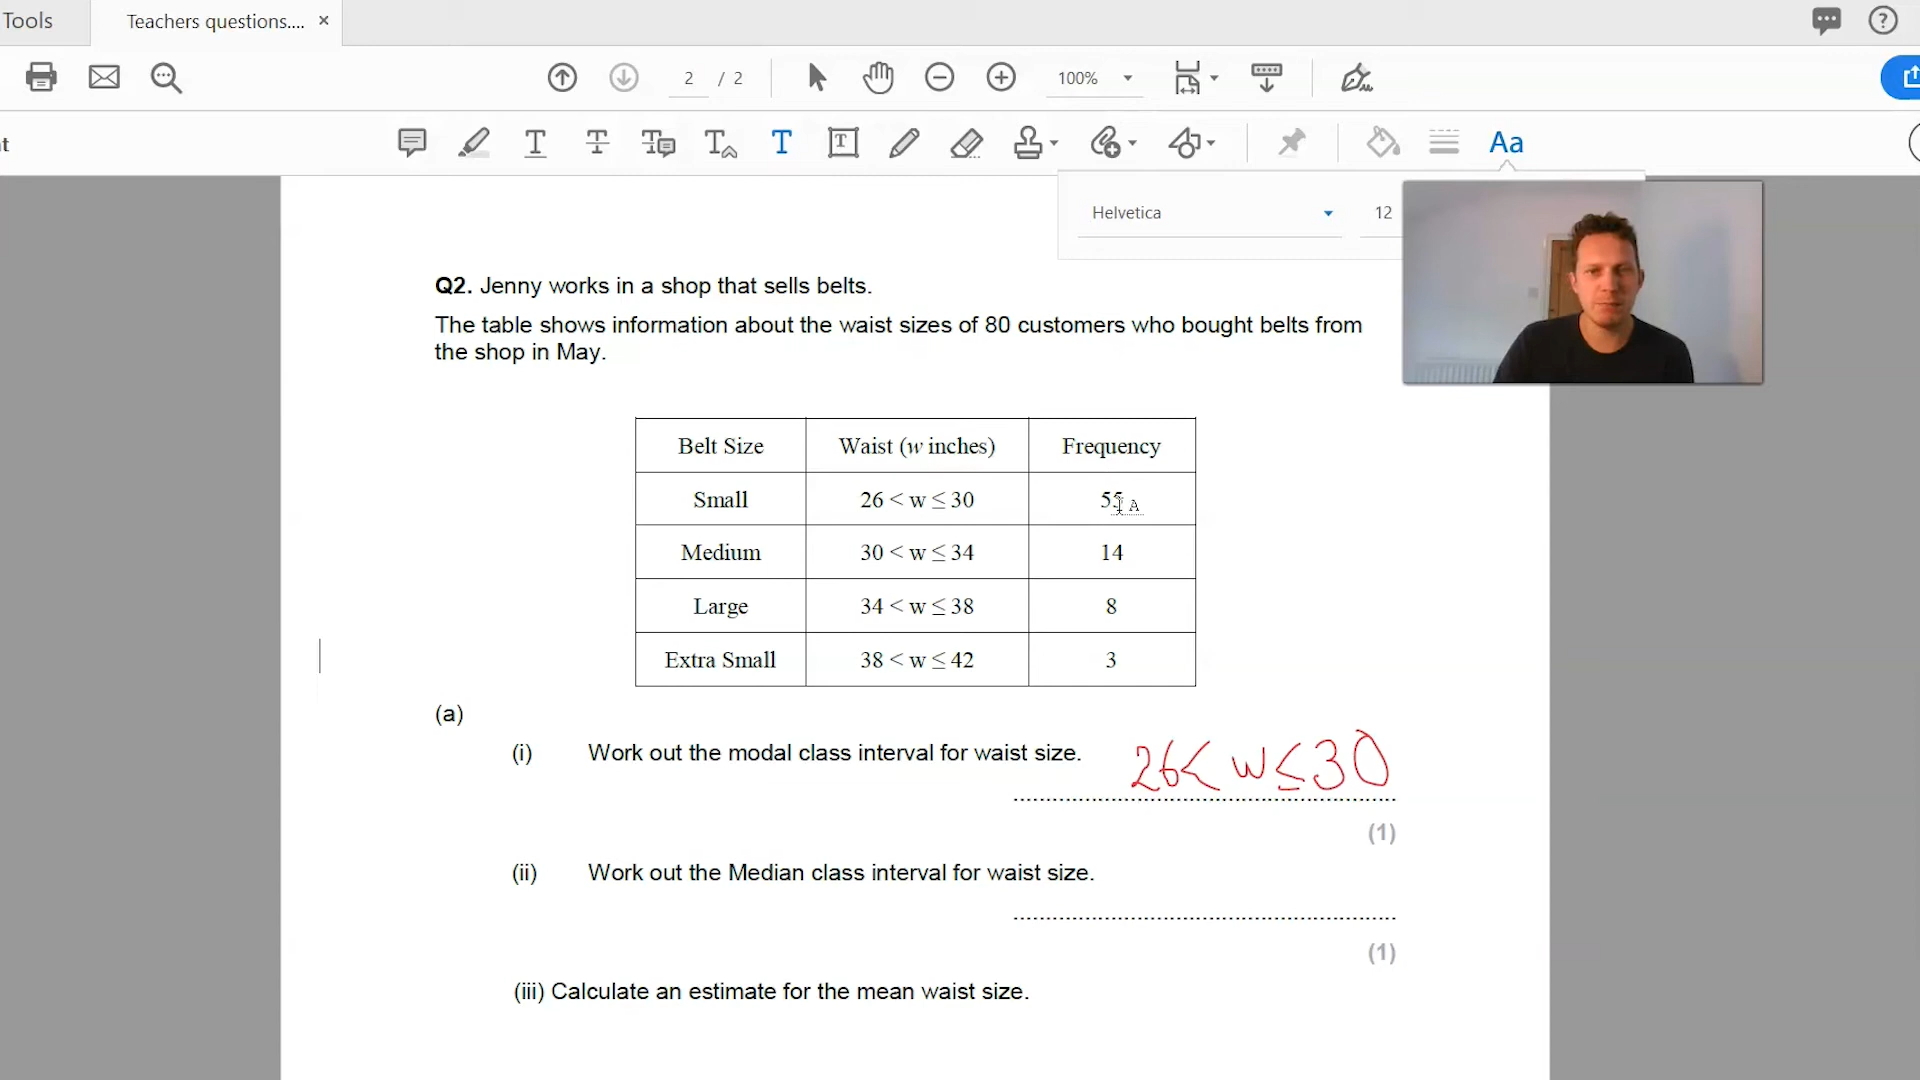 Tools
Teachers questions.... ×
2 / 2
100%
t
Aa
Helvetica
12
Q2. Jenny works in a shop that sells belts.
The table shows information about the waist sizes of 80 customers who bought belts from
the shop in May.
Belt Size Waist (w inches) Frequency
Small 26 < w ≤ 30 55
Medium 30 < w ≤ 34 14
Large 34 < w ≤ 38 8
Extra Small 38 < w ≤ 42 3
(a)
(i) Work out the modal class interval for waist size. 26 < w ≤ 30
(1)
(ii) Work out the Median class interval for waist size.
(1)
(iii) Calculate an estimate for the mean waist size.